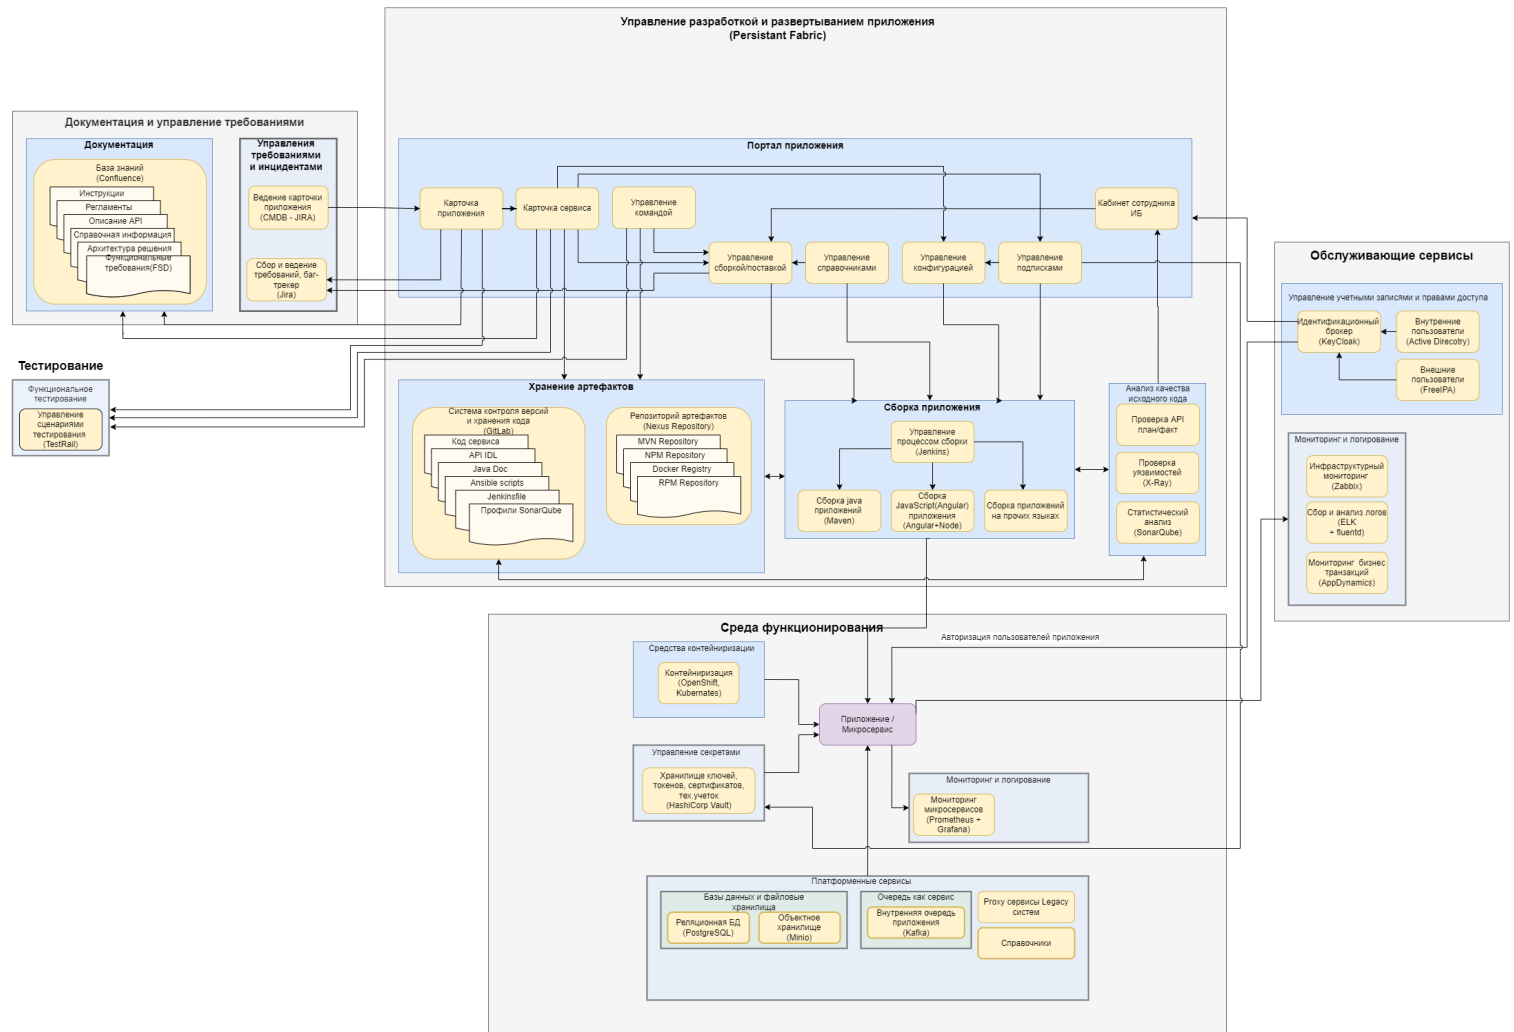 Управление разработкой и развертыванием приложения
(Persistant Fabric)
Документация и управление требованиями
Документация
База знаний
(Confluence)
Инструкции
Регламенты
Описание API
Справочная информация
Архитектура решения
Функциональные
требования(FSD)
Управления
требованиями
и инцидентами
Ведение карточки
приложения
(CMDB - JIRA)
Сбор и ведение
требований, баг-
трекер
(Jira)
Портал приложения
Карточка
приложения
Карточка сервиса
Управление
командой
Управление
сборкой/поставкой
Управление
справочниками
Управление
конфигурацией
Управление
подписками
Кабинет сотрудника
ИБ
Обслуживающие сервисы
Управление учетными записями и правами доступа
Идентификационный
брокер
(KeyCloak)
Внутренние
пользователи
(Active Direcotry)
Внешние
пользователи
(FreeIPA)
Мониторинг и логирование
Инфраструктурный
мониторинг
(Zabbix)
Сбор и анализ логов
(ELK
+ fluentd)
Мониторинг бизнес
транзакций
(AppDynamics)
Тестирование
Функциональное
тестирование
Управление
сценариями
тестирования
(TestRail)
Хранение артефактов
Система контроля версий
и хранения кода
(GitLab)
Код сервиса
API IDL
Java Doc
Ansible scripts
Jenkinsfile
Профили SonarQube
Репозиторий артефактов
(Nexus Repository)
MVN Repository
NPM Repository
Docker Registry
RPM Repository
Сборка приложения
Управление
процессом сборки
(Jenkins)
Сборка java
приложений
(Maven)
Сборка
JavaScript(Angular)
приложения
(Angular+Node)
Сборка приложений
на прочих языках
Анализ качества
исходного кода
Проверка API
план/факт
Проверка
уязвимостей
(X-Ray)
Статистический
анализ
(SonarQube)
Среда функционирования
Авторизация пользователей приложения
Средства контейниризации
Контейниризация
(OpenShift,
Kubernates)
Приложение /
Микросервис
Управление секретами
Хранилище ключей,
токенов, сертификатов,
тех.учеток
(HashiCorp Vault)
Мониторинг и логирование
Мониторинг
микросервисов
(Prometheus +
Grafana)
Платформенные сервисы
Базы данных и файловые
хранилища
Реляционная БД
(PostgreSQL)
Объектное
хранилище
(Minio)
Очередь как сервис
Внутренняя очередь
приложения
(Kafka)
Proxy сервисы Legacy
систем
Справочники